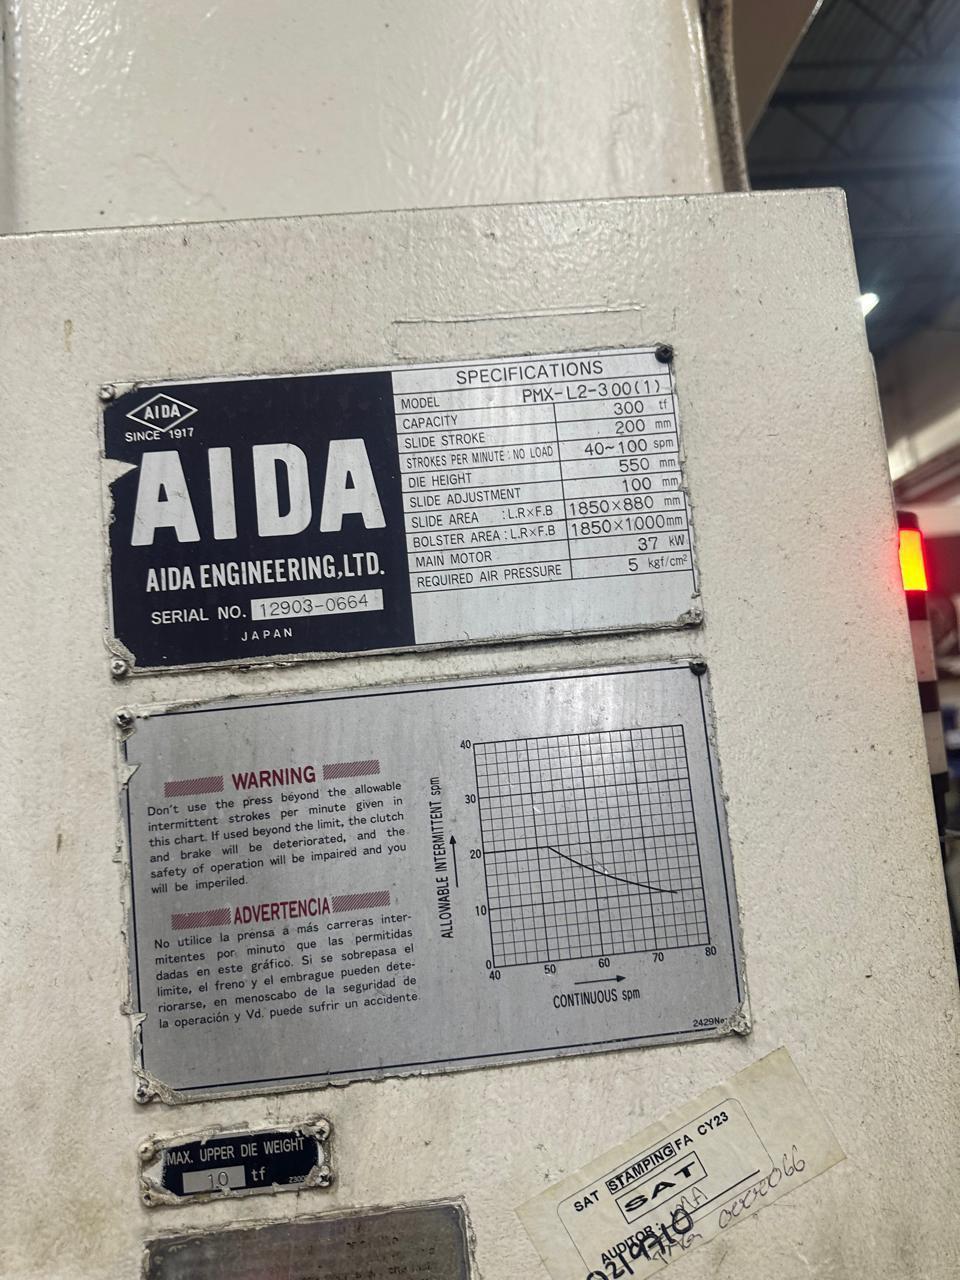 AIDA
SINCE 1917
AIDA
AIDA ENGINEERING,LTD.
SERIAL NO. 12903-0664
JAPAN
SPECIFICATIONS
MODEL PMX-L2-300(1)
CAPACITY 300 tf
SLIDE STROKE 200 mm
STROKES PER MINUTE : NO LOAD 40~100 spm
DIE HEIGHT 550 mm
SLIDE ADJUSTMENT 100 mm
SLIDE AREA : L.R×F.B 1850×880 mm
BOLSTER AREA : L.R×F.B 1850×1000mm
MAIN MOTOR 37 kW
REQUIRED AIR PRESSURE 5 kgf/cm²
WARNING
Don't use the press beyond the allowable
intermittent strokes per minute given in
this chart. If used beyond the limit, the clutch
and brake will be deteriorated, and the
safety of operation will be impaired and you
will be imperiled.
ADVERTENCIA
No utilice la prensa a más carreras inter-
mitentes por minuto que las permitidas
dadas en este gráfico. Si se sobrepasa el
limite, el freno y el embrague pueden dete-
riorarse, en menoscabo de la seguridad de
la operación y Vd. puede sufrir un accidente
ALLOWABLE INTERMITTENT spm
40
30
20
10
0
40 50 60 70 80
CONTINUOUS spm
2429No
MAX. UPPER DIE WEIGHT
10 tf
SAT STAMPING FA CY23
SAT
AUDITOR:
0219710
0000066